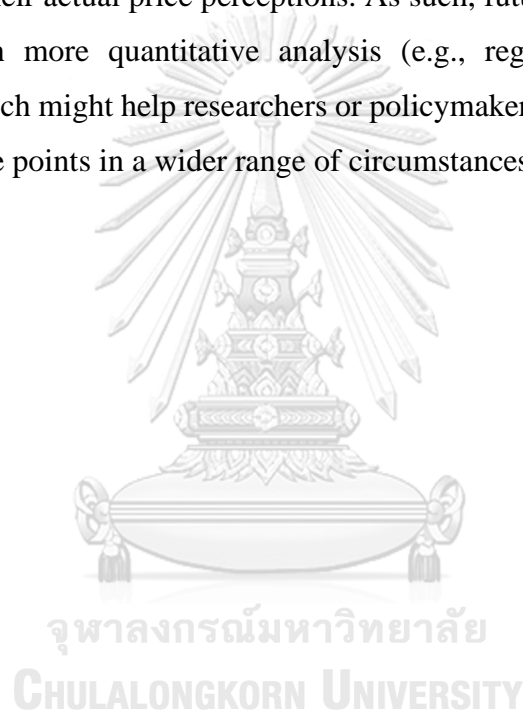 eir actual price perceptions. As such, futu
more quantitative analysis (e.g., reg
ch might help researchers or policymaker
e points in a wider range of circumstances
จุฬาลงกรณ์มหาวิทยาลัย
CHULALONGKORN UNIVERSITY